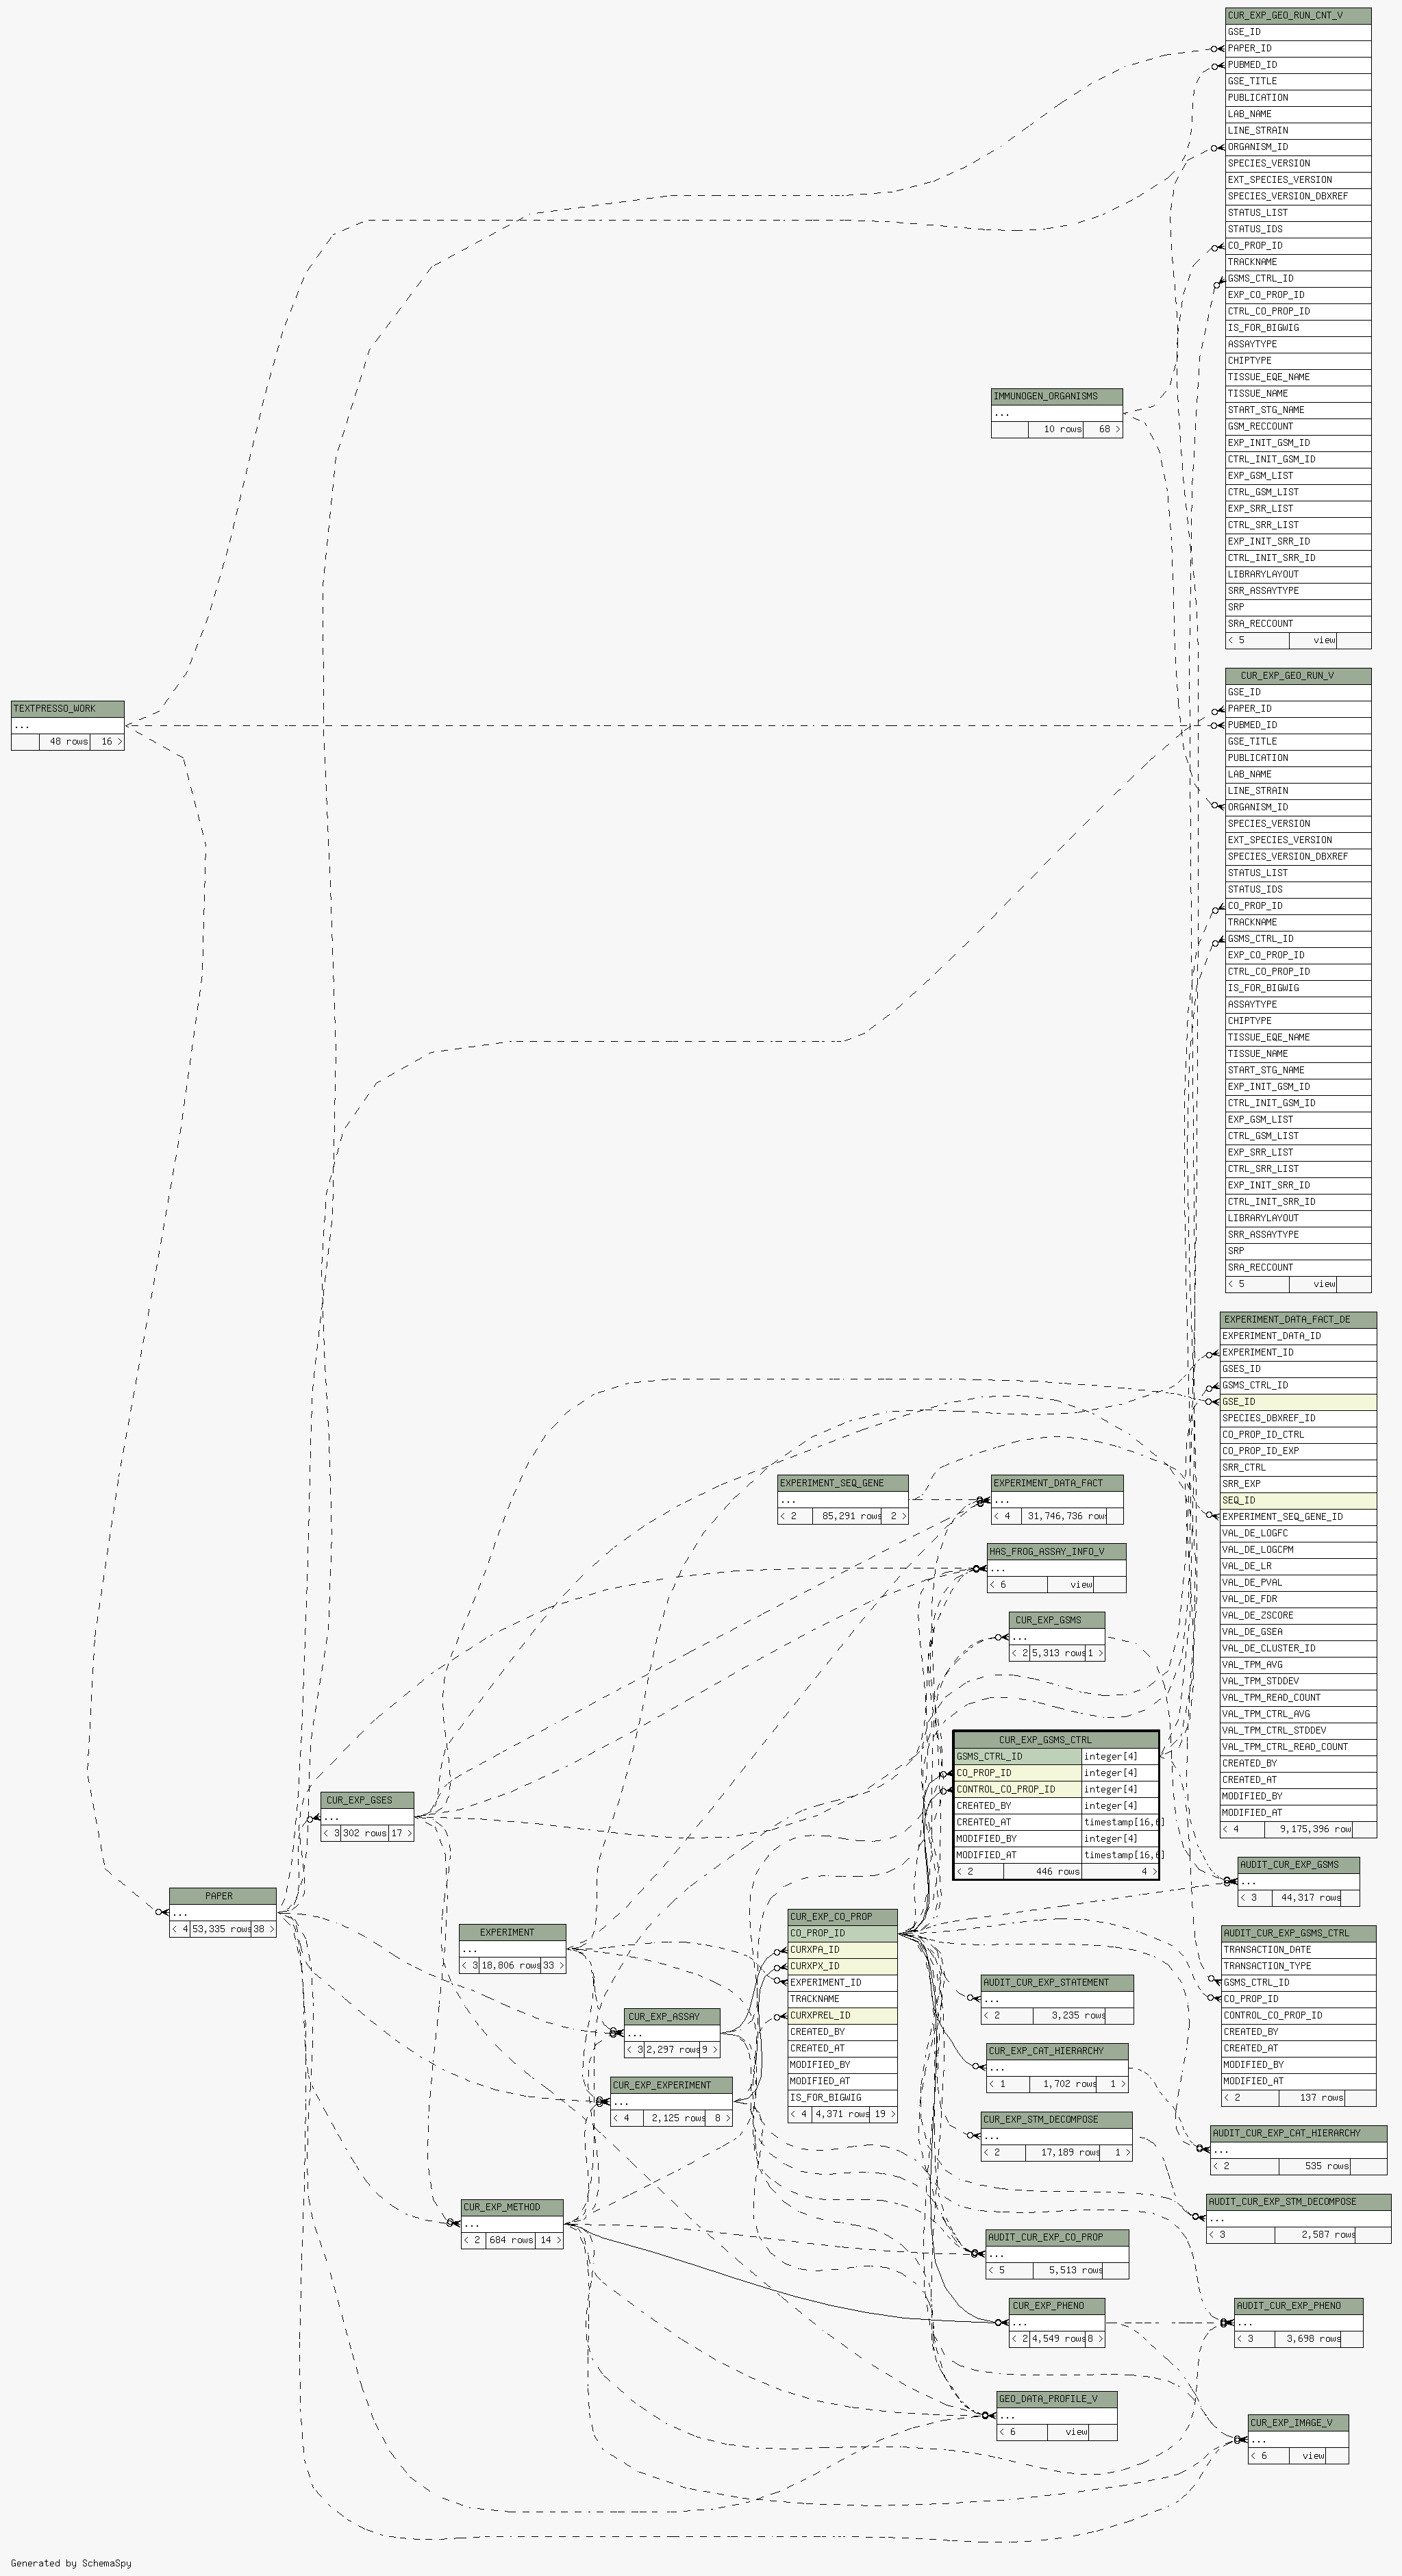 CUR_EXP_GEO_RUN_CNT_V
GSE_ID
PAPER_ID
PUBMED_ID
GSE_TITLE
PUBLICATION
LAB_NAME
LINE_STRAIN
ORGANISM_ID
SPECIES_VERSION
EXT_SPECIES_VERSION
SPECIES_VERSION_DBXREF
STATUS_LIST
STATUS_IDS
CO_PROP_ID
TRACKNAME
GSMS_CTRL_ID
EXP_CO_PROP_ID
CTRL_CO_PROP_ID
IS_FOR_BIGWIG
ASSAYTYPE
CHIPTYPE
TISSUE_EQE_NAME
TISSUE_NAME
START_STG_NAME
GSM_RECCOUNT
EXP_INIT_GSM_ID
CTRL_INIT_GSM_ID
EXP_GSM_LIST
CTRL_GSM_LIST
EXP_SRR_LIST
CTRL_SRR_LIST
EXP_INIT_SRR_ID
CTRL_INIT_SRR_ID
LIBRARYLAYOUT
SRR_ASSAYTYPE
SRP
SRA_RECCOUNT
< 5 view
IMMUNOGEN_ORGANISMS
...
10 rows 68 >
TEXTPRESSO_WORK
...
48 rows 16 >
CUR_EXP_GEO_RUN_V
GSE_ID
PAPER_ID
PUBMED_ID
GSE_TITLE
PUBLICATION
LAB_NAME
LINE_STRAIN
ORGANISM_ID
SPECIES_VERSION
EXT_SPECIES_VERSION
SPECIES_VERSION_DBXREF
STATUS_LIST
STATUS_IDS
CO_PROP_ID
TRACKNAME
GSMS_CTRL_ID
EXP_CO_PROP_ID
CTRL_CO_PROP_ID
IS_FOR_BIGWIG
ASSAYTYPE
CHIPTYPE
TISSUE_EQE_NAME
TISSUE_NAME
START_STG_NAME
EXP_INIT_GSM_ID
CTRL_INIT_GSM_ID
EXP_GSM_LIST
CTRL_GSM_LIST
EXP_SRR_LIST
CTRL_SRR_LIST
EXP_INIT_SRR_ID
CTRL_INIT_SRR_ID
LIBRARYLAYOUT
SRR_ASSAYTYPE
SRP
SRA_RECCOUNT
< 5 view
EXPERIMENT_DATA_FACT_DE
EXPERIMENT_DATA_ID
EXPERIMENT_ID
GSES_ID
GSMS_CTRL_ID
GSE_ID
SPECIES_DBXREF_ID
CO_PROP_ID_CTRL
CO_PROP_ID_EXP
SRR_CTRL
SRR_EXP
SEQ_ID
EXPERIMENT_SEQ_GENE_ID
VAL_DE_LOGFC
VAL_DE_LOGCPM
VAL_DE_LR
VAL_DE_PVAL
VAL_DE_FDR
VAL_DE_ZSCORE
VAL_DE_GSEA
VAL_DE_CLUSTER_ID
VAL_TPM_AVG
VAL_TPM_STDDEV
VAL_TPM_READ_COUNT
VAL_TPM_CTRL_AVG
VAL_TPM_CTRL_STDDEV
VAL_TPM_CTRL_READ_COUNT
CREATED_BY
CREATED_AT
MODIFIED_BY
MODIFIED_AT
< 4 9,175,396 row
EXPERIMENT_SEQ_GENE
...
< 2 85,291 rows 2 >
EXPERIMENT_DATA_FACT
...
< 4 31,746,736 rows
HAS_FROG_ASSAY_INFO_V
...
< 6 view
CUR_EXP_GSMS
...
< 2 5,313 rows 1 >
CUR_EXP_GSMS_CTRL
GSMS_CTRL_ID integer[4]
CO_PROP_ID integer[4]
CONTROL_CO_PROP_ID integer[4]
CREATED_BY integer[4]
CREATED_AT timestamp[16,6]
MODIFIED_BY integer[4]
MODIFIED_AT timestamp[16,6]
< 2 446 rows 4 >
CUR_EXP_GSES
...
< 3 302 rows 17 >
PAPER
...
< 4 53,335 rows 38 >
EXPERIMENT
...
< 3 18,806 rows 33 >
CUR_EXP_ASSAY
...
< 3 2,297 rows 9 >
CUR_EXP_EXPERIMENT
...
< 4 2,125 rows 8 >
CUR_EXP_METHOD
...
< 2 684 rows 14 >
CUR_EXP_CO_PROP
CO_PROP_ID
CURXPA_ID
CURXPX_ID
EXPERIMENT_ID
TRACKNAME
CURXPREL_ID
CREATED_BY
CREATED_AT
MODIFIED_BY
MODIFIED_AT
IS_FOR_BIGWIG
< 4 4,371 rows 19 >
AUDIT_CUR_EXP_GSMS
...
< 3 44,317 rows
AUDIT_CUR_EXP_GSMS_CTRL
TRANSACTION_DATE
TRANSACTION_TYPE
GSMS_CTRL_ID
CO_PROP_ID
CONTROL_CO_PROP_ID
CREATED_BY
CREATED_AT
MODIFIED_BY
MODIFIED_AT
< 2 137 rows
AUDIT_CUR_EXP_STATEMENT
...
< 2 3,235 rows
CUR_EXP_CAT_HIERARCHY
...
< 1 1,702 rows 1 >
CUR_EXP_STM_DECOMPOSE
...
< 2 17,189 rows 1 >
AUDIT_CUR_EXP_CAT_HIERARCHY
...
< 2 535 rows
AUDIT_CUR_EXP_STM_DECOMPOSE
...
< 3 2,587 rows
AUDIT_CUR_EXP_CO_PROP
...
< 5 5,513 rows
CUR_EXP_PHENO
...
< 2 4,549 rows 8 >
AUDIT_CUR_EXP_PHENO
...
< 3 3,698 rows
GEO_DATA_PROFILE_V
...
< 6 view
CUR_EXP_IMAGE_V
...
< 6 view
Generated by SchemaSpy